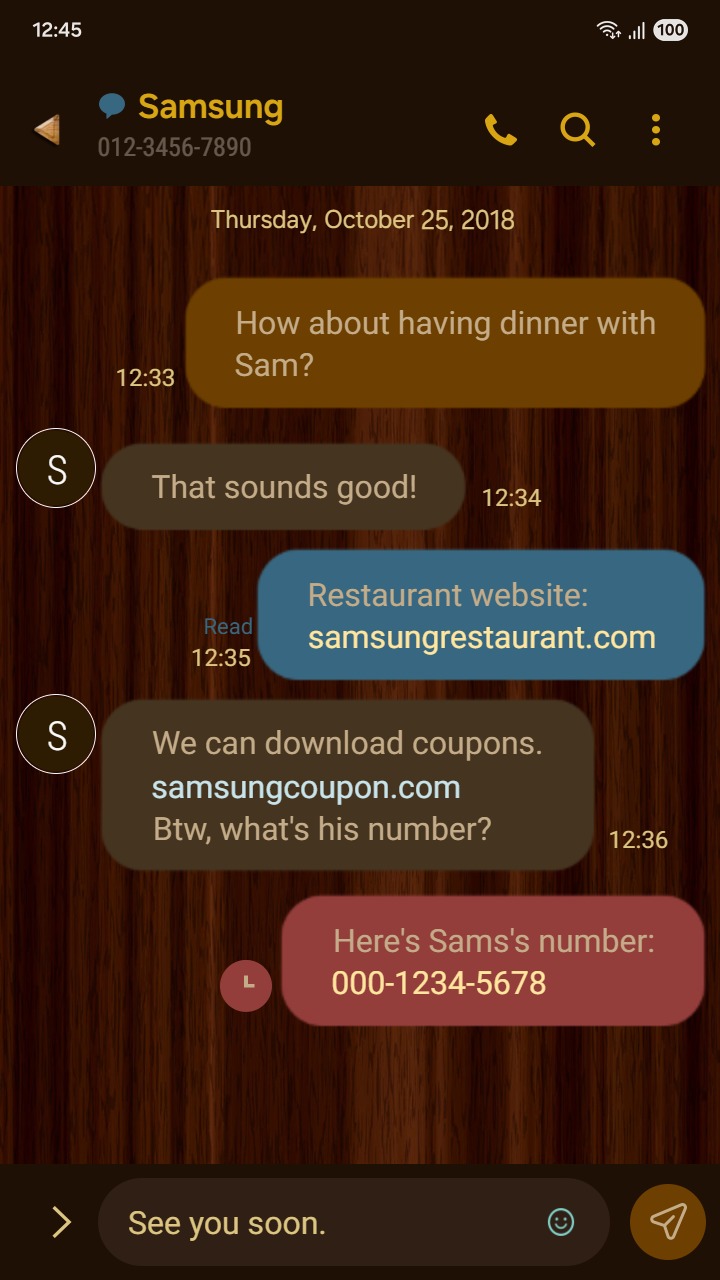 12:45
100
Samsung
012-3456-7890
Thursday, October 25, 2018
How about having dinner with
Sam?
12:33
S
That sounds good!
12:34
Restaurant website:
Read
samsungrestaurant.com
12:35
S
We can download coupons.
samsungcoupon.com
Btw, what's his number?
12:36
Here's Sams's number:
000-1234-5678
See you soon.